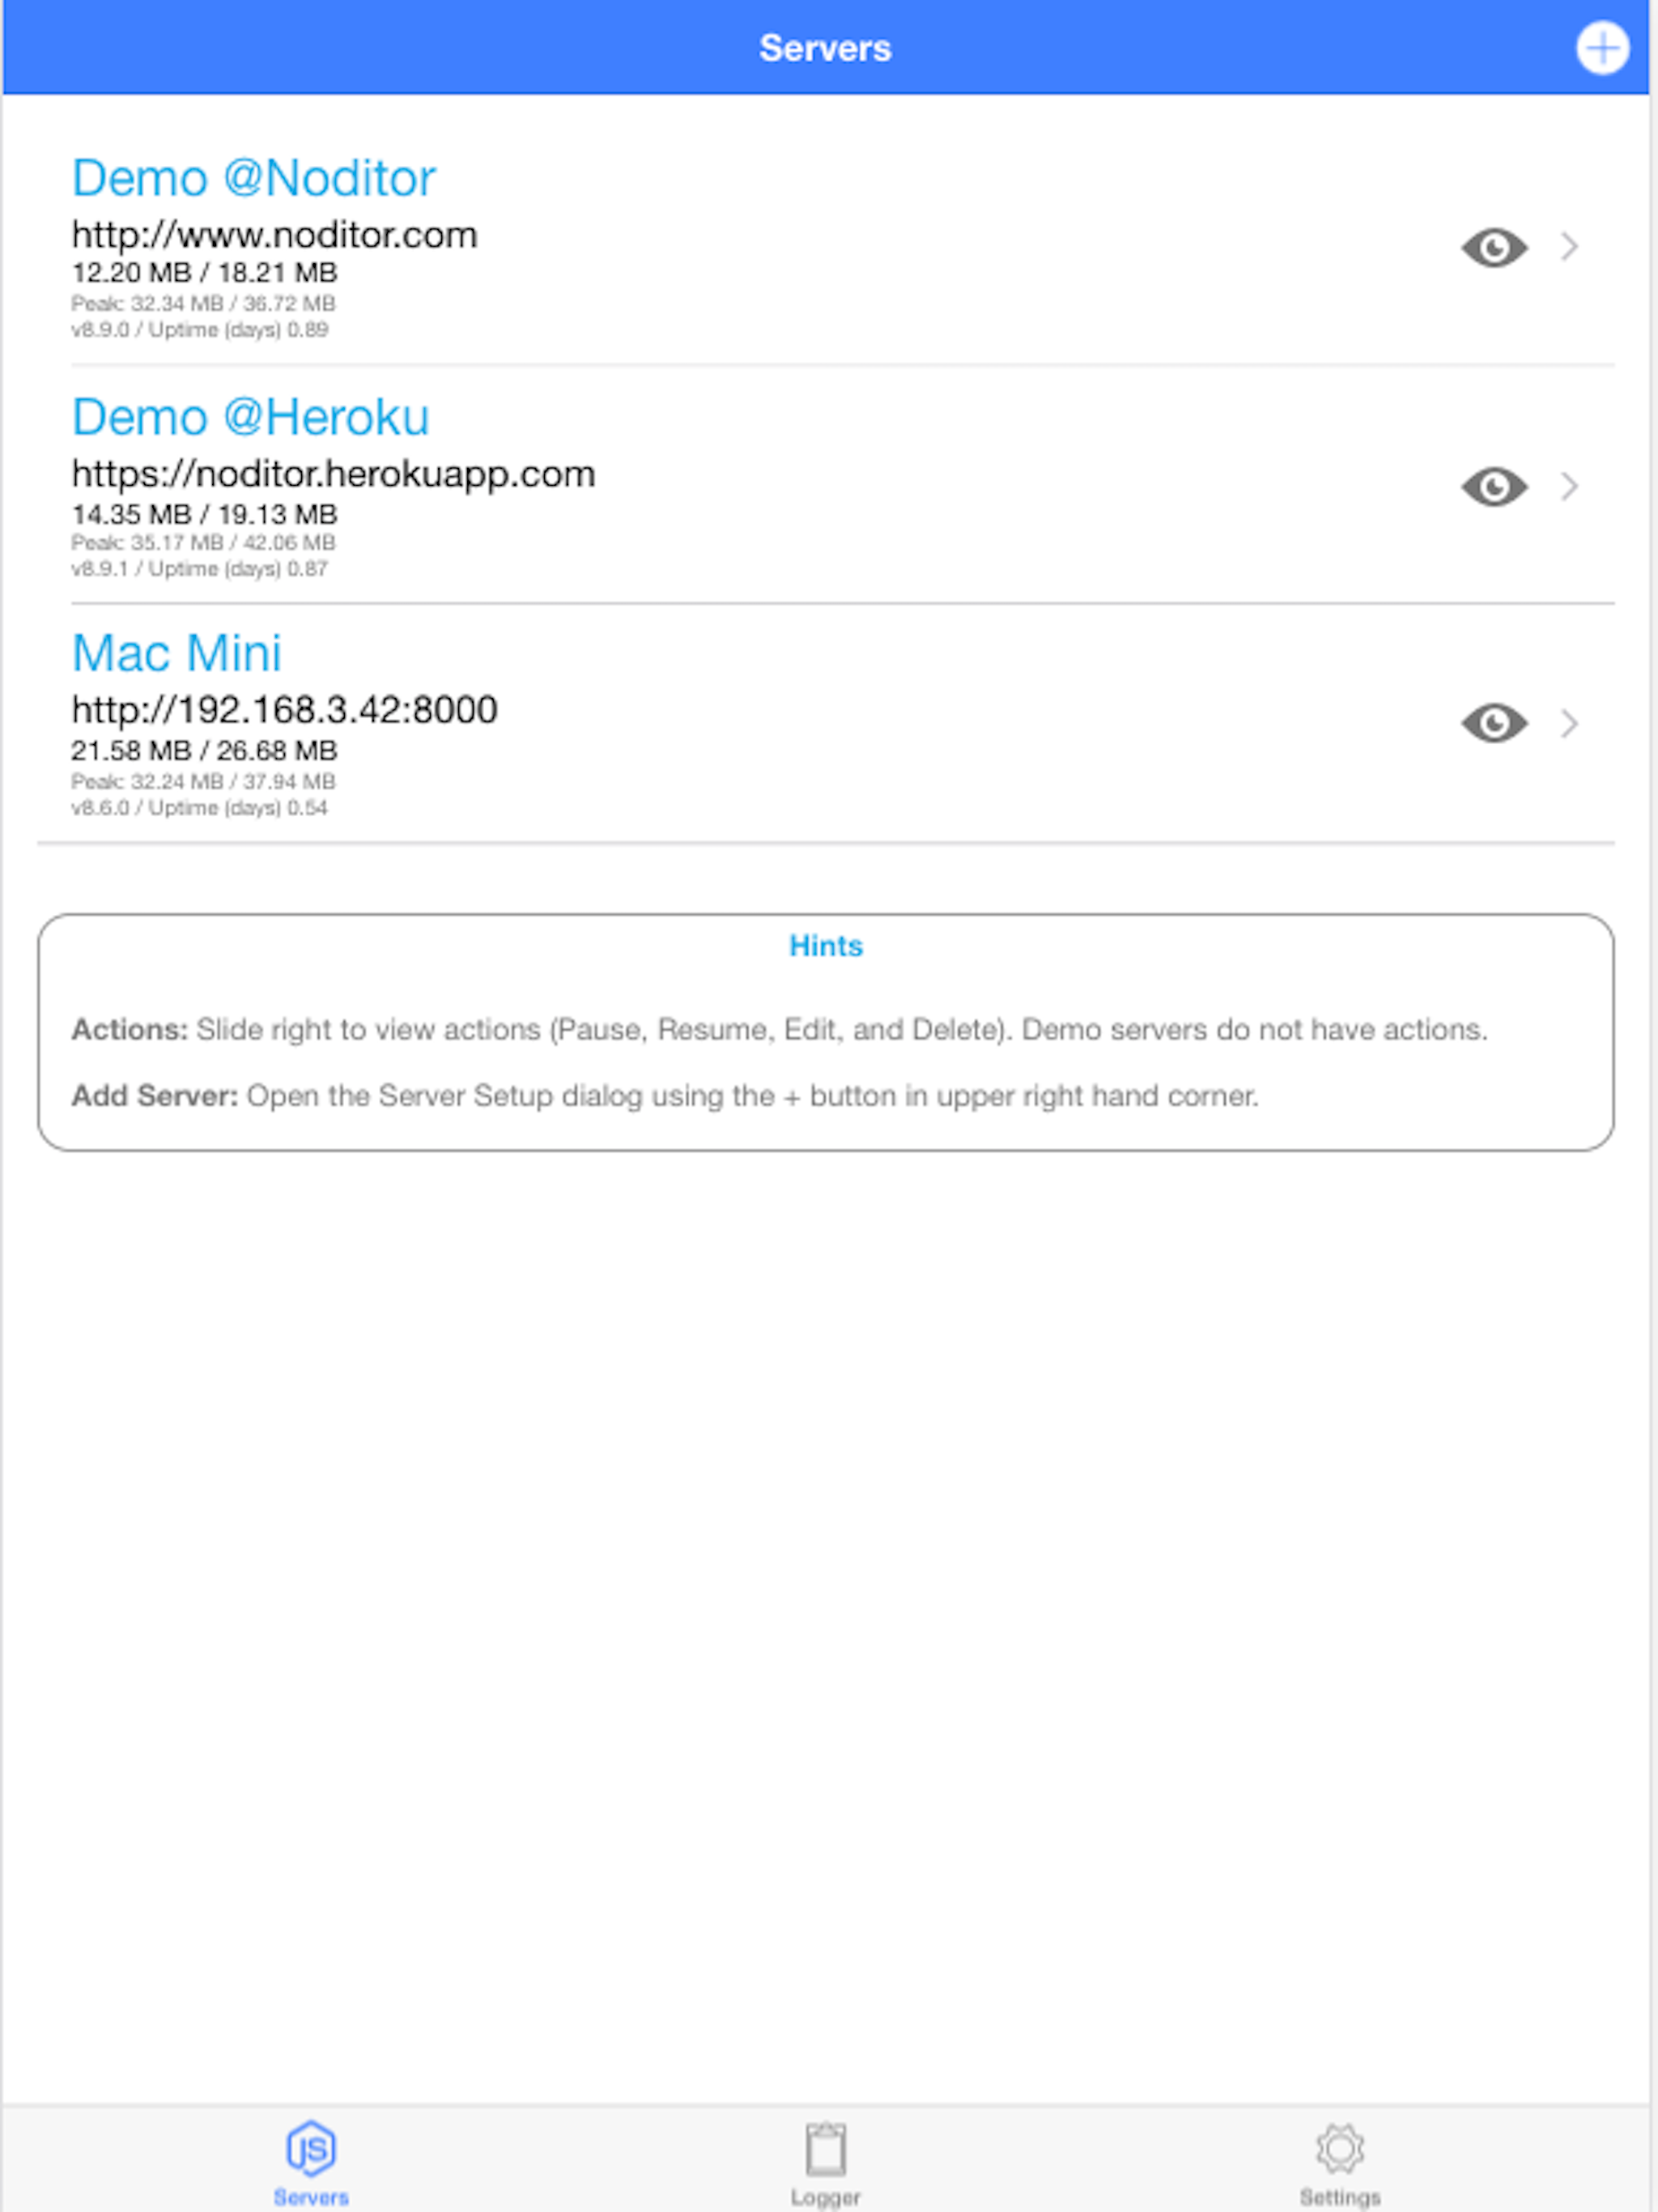 Servers
Demo @Noditor
http://www.noditor.com
12.20 MB / 18.21 MB
Peak: 32.34 MB / 36.72 MB
v8.9.0 / Uptime (days) 0.89
Demo @Heroku
https://noditor.herokuapp.com
14.35 MB / 19.13 MB
Peak: 35.17 MB / 42.06 MB
v8.9.1 / Uptime (days) 0.87
Mac Mini
http://192.168.3.42:8000
21.58 MB / 26.68 MB
Peak: 32.24 MB / 37.94 MB
v8.6.0 / Uptime (days) 0.54
Hints
Actions: Slide right to view actions (Pause, Resume, Edit, and Delete). Demo servers do not have actions.
Add Server: Open the Server Setup dialog using the + button in upper right hand corner.
JS
Servers
Logger
Settings